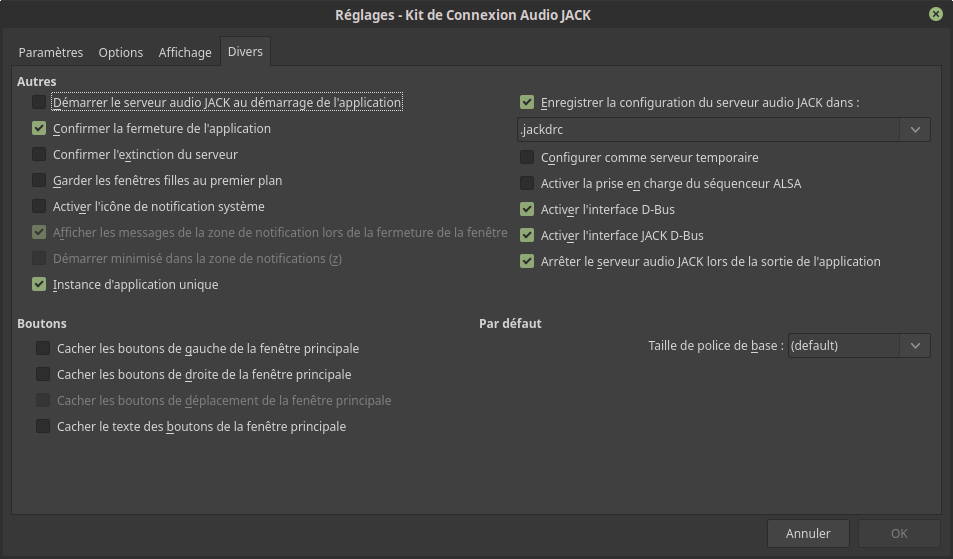 Réglages - Kit de Connexion Audio JACK
Paramètres Options Affichage Divers
Autres
Démarrer le serveur audio JACK au démarrage de l'application
Confirmer la fermeture de l'application
Confirmer l'extinction du serveur
Garder les fenêtres filles au premier plan
Activer l'icône de notification système
Afficher les messages de la zone de notification lors de la fermeture de la fenêtre
Démarrer minimisé dans la zone de notifications (z)
Instance d'application unique
Enregistrer la configuration du serveur audio JACK dans :
.jackdrc
Configurer comme serveur temporaire
Activer la prise en charge du séquenceur ALSA
Activer l'interface D-Bus
Activer l'interface JACK D-Bus
Arrêter le serveur audio JACK lors de la sortie de l'application
Boutons
Cacher les boutons de gauche de la fenêtre principale
Cacher les boutons de droite de la fenêtre principale
Cacher les boutons de déplacement de la fenêtre principale
Cacher le texte des boutons de la fenêtre principale
Par défaut
Taille de police de base : (default)
Annuler OK